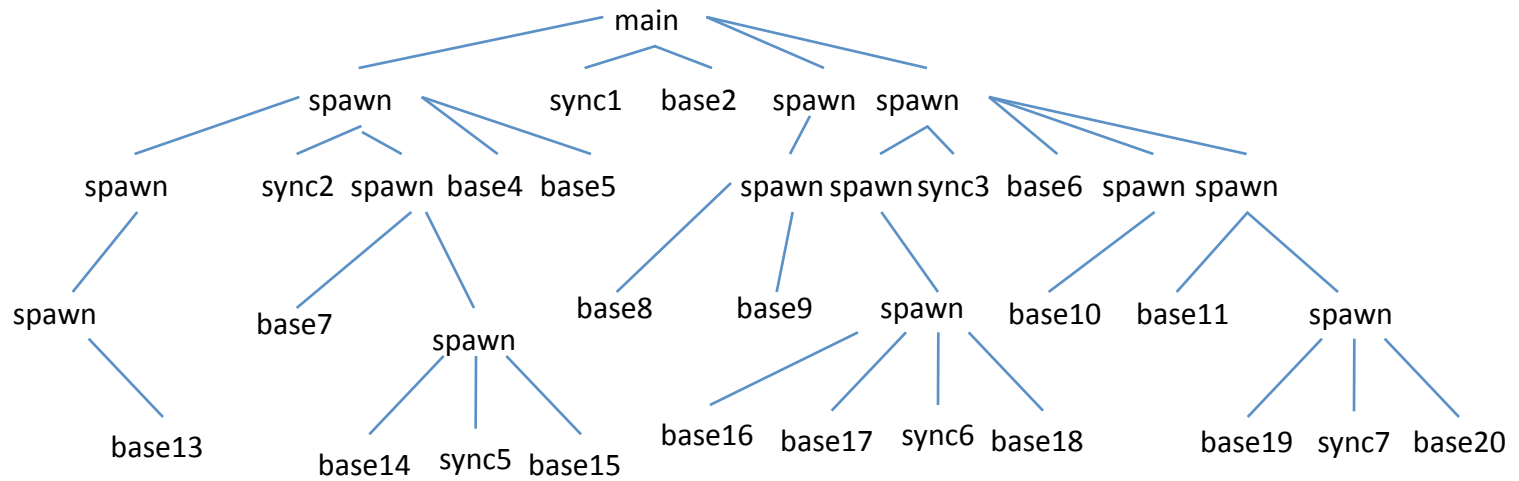 main
spawn sync1 base2 spawn spawn
spawn sync2 spawn base4 base5 spawn spawn sync3 base6 spawn spawn
spawn base7 base8 base9 spawn base10 base11 spawn
spawn
base13 base14 sync5 base15 base16 base17 sync6 base18 base19 sync7 base20